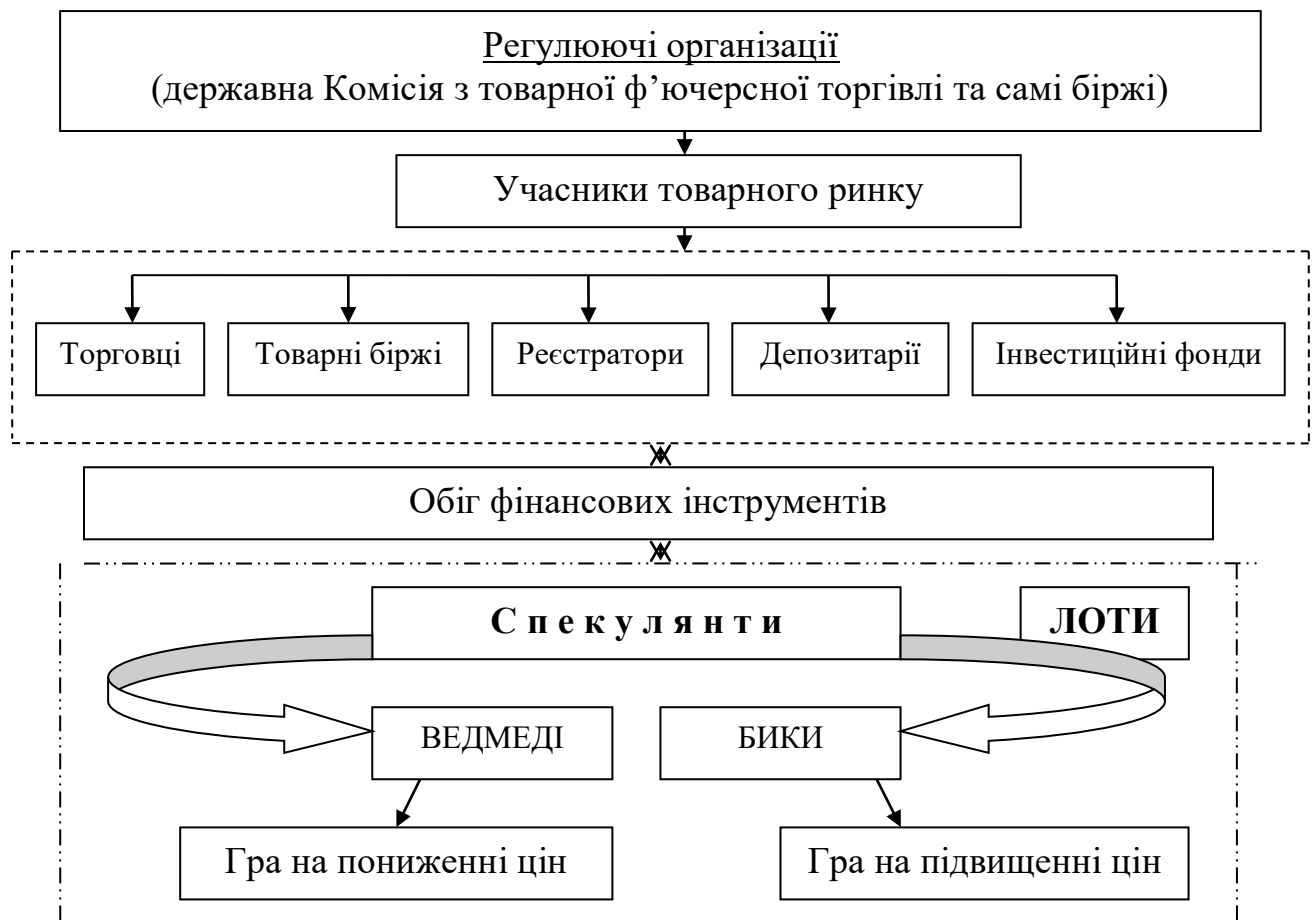 Регулюючі організації
(державна Комісія з товарної ф’ючерсної торгівлі та самі біржі)
Учасники товарного ринку
Торговці
Товарні біржі
Реєстратори
Депозитарії
Інвестиційні фонди
Обіг фінансових інструментів
С п е к у л я н т и
ЛОТИ
ВЕДМЕДІ
БИКИ
Гра на пониженні цін
Гра на підвищенні цін